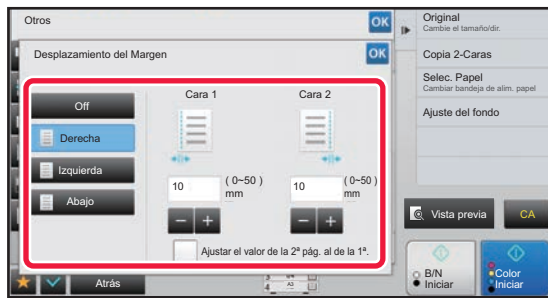 Otros
OK
Desplazamiento del Margen
OK
Off
Derecha
Izquierda
Abajo
Cara 1
Cara 2
10
( 0~50 )
mm
10
( 0~50 )
mm
Ajustar el valor de la 2ª pág. al de la 1ª.
Atrás
A3
Original
Cambie el tamaño/dir.
Copia 2-Caras
Selec. Papel
Cambiar bandeja de alim. papel
Ajuste del fondo
Vista previa
CA
B/N
Iniciar
Color
Iniciar